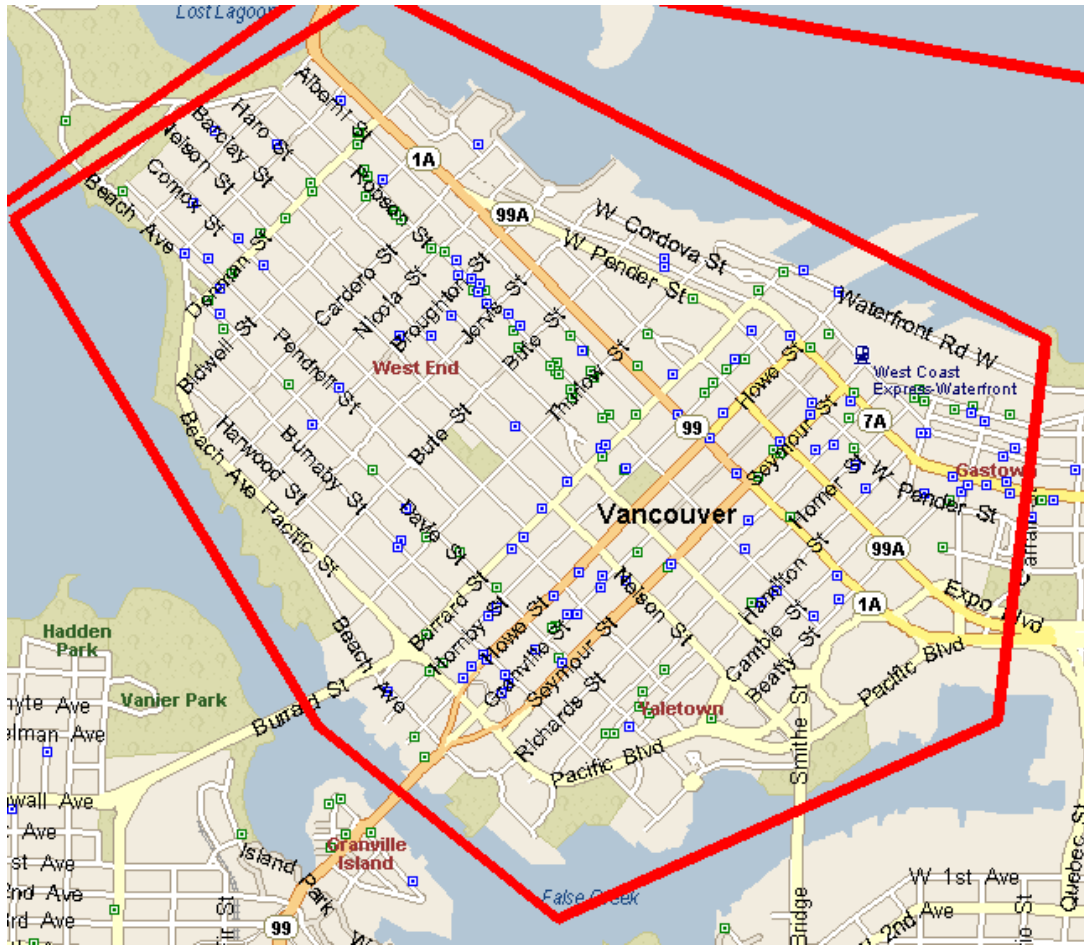 Lost Lagoon
Alberni St
Haro St
Barclay St
Nelson St
Comox St
Beach Ave
1A
Robson St
99A
W Cordova St
W Pender St
Denman St
Cardero St
Nicola St
Broughton St
Jervis St
Bute St
Thurlow St
Waterfront Rd W
Bidwell St
Pendrell St
West End
Howe St
West Coast
Express-Waterfront
Beach Ave
Harwood St
Burnaby St
Bute St
99
7A
Seymour St
Gastown
Homer St
W Pender St
Pacific St
Davie St
Vancouver
99A
Carrall St
Nelson St
Hamilton St
Expo Blvd
1A
Hadden
Park
Beach Ave
Burrard St
Hornby St
Howe St
Granville St
Seymour St
Cambie St
Beatty St
Pacific Blvd
Vanier Park
Burrard St
Richards St
Yaletown
Smithe St
Pacific Blvd
Granville
Island
Island Park
False Creek
W 1st Ave
2nd Ave
Bridge
Quebec St
99